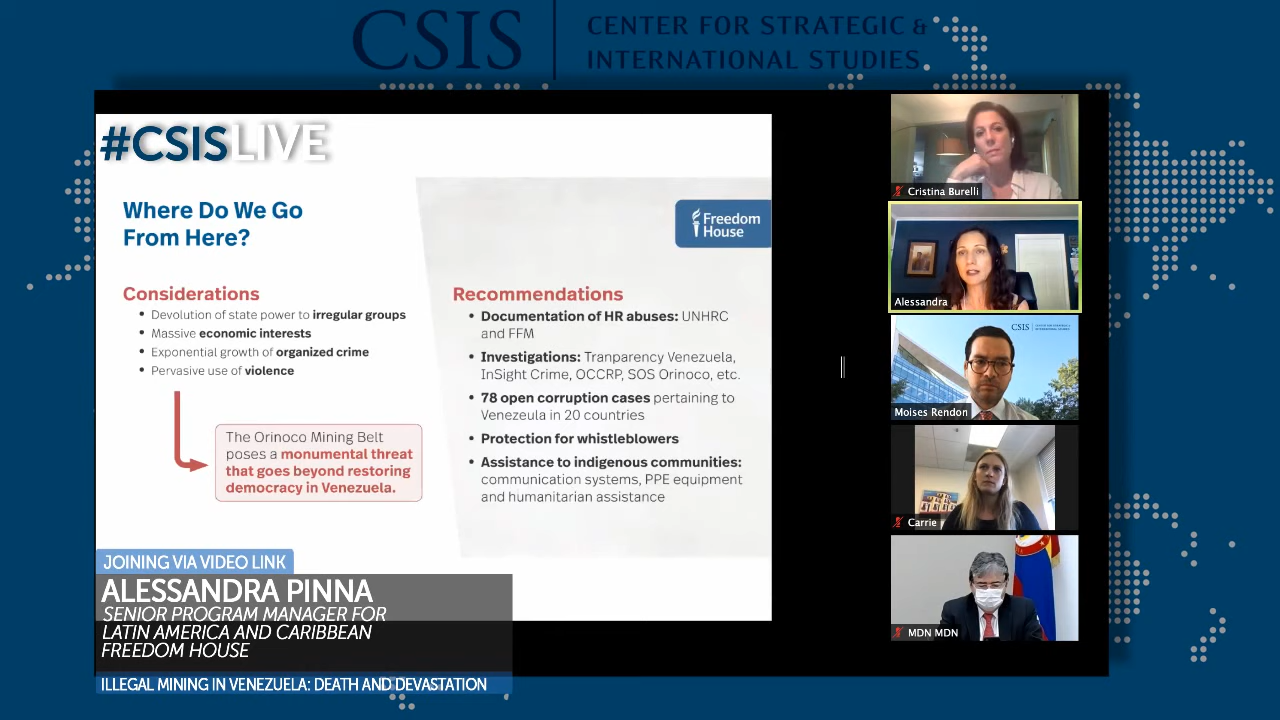 CSIS
CENTER FOR STRATEGIC &
INTERNATIONAL STUDIES
#CSISLIVE
Where Do We Go
From Here?
Freedom
House
Considerations
• Devolution of state power to irregular groups
• Massive economic interests
• Exponential growth of organized crime
• Pervasive use of violence
The Orinoco Mining Belt
poses a monumental threat
that goes beyond restoring
democracy in Venezuela.
Recommendations
• Documentation of HR abuses: UNHRC
and FFM
• Investigations: Tranparency Venezuela,
InSight Crime, OCCRP, SOS Orinoco, etc.
• 78 open corruption cases pertaining to
Venezeula in 20 countries
• Protection for whistleblowers
• Assistance to indigenous communities:
communication systems, PPE equipment
and humanitarian assistance
Cristina Burelli
Alessandra
CSIS
Moises Rendon
Carrie
MDN MDN
JOINING VIA VIDEO LINK
ALESSANDRA PINNA
SENIOR PROGRAM MANAGER FOR
LATIN AMERICA AND CARIBBEAN
FREEDOM HOUSE
ILLEGAL MINING IN VENEZUELA: DEATH AND DEVASTATION